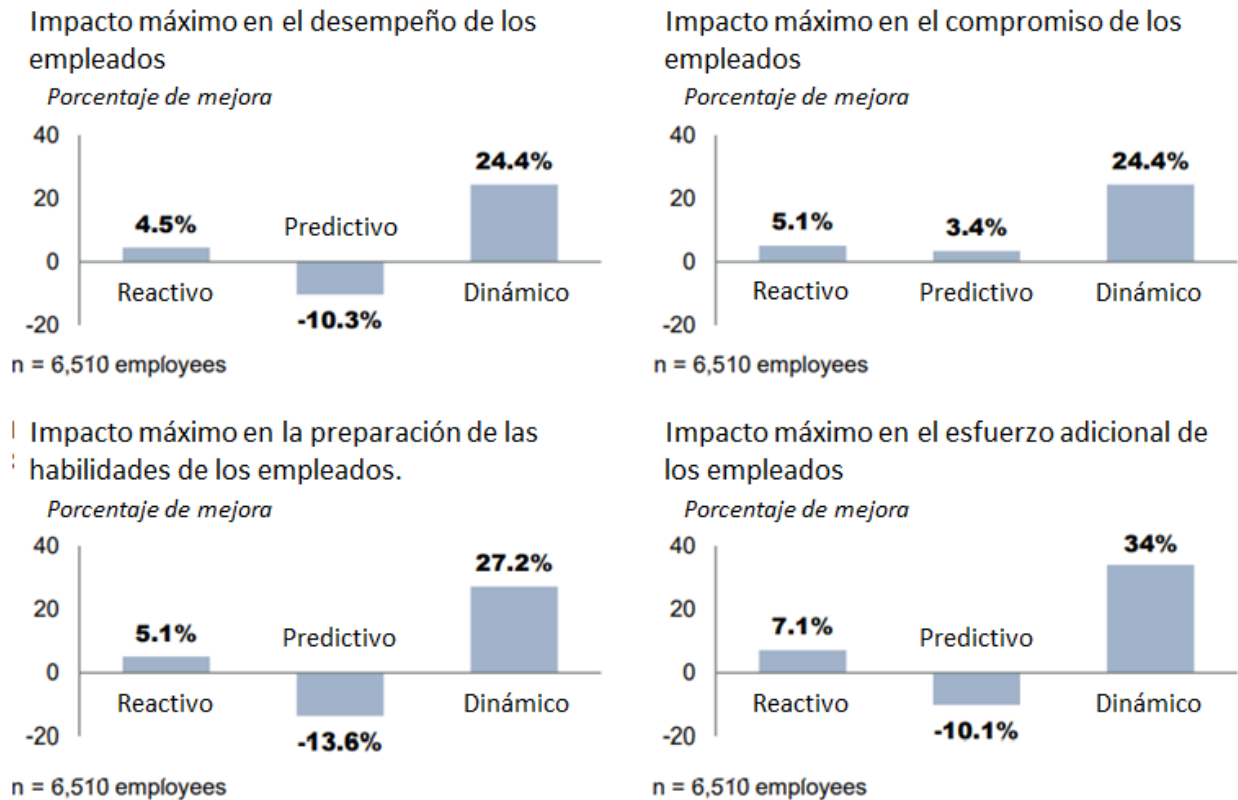 Impacto máximo en el desempeño de los
empleados
Porcentaje de mejora
40
20
0
-20
4.5%
Predictivo
24.4%
Reactivo
Dinámico
-10.3%
n = 6,510 employees
Impacto máximo en el compromiso de los
empleados
Porcentaje de mejora
40
20
0
-20
5.1%
3.4%
24.4%
Reactivo
Predictivo
Dinámico
n = 6,510 employees
Impacto máximo en la preparación de las
habilidades de los empleados.
Porcentaje de mejora
40
20
0
-20
5.1%
Predictivo
27.2%
Reactivo
Dinámico
-13.6%
n = 6,510 employees
Impacto máximo en el esfuerzo adicional de
los empleados
Porcentaje de mejora
40
20
0
-20
7.1%
Predictivo
34%
Reactivo
Dinámico
-10.1%
n = 6,510 employees